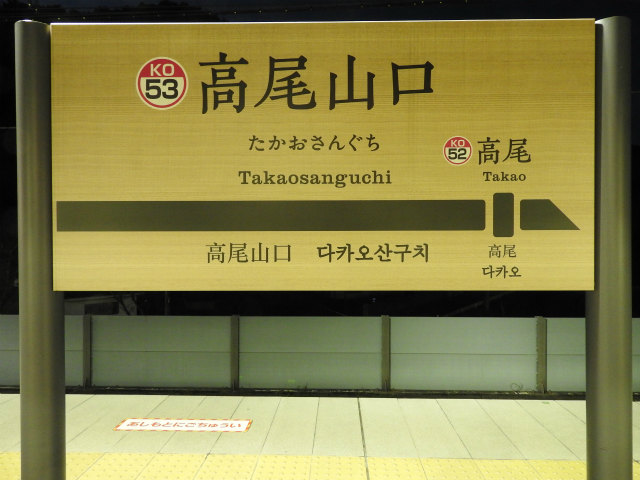 KO
53
高尾山口
たかおさんぐち
Takaosanguchi
KO
52
高尾
Takao
高尾山口 다카오산구치
高尾
다카오
あしもとにごちゅうい